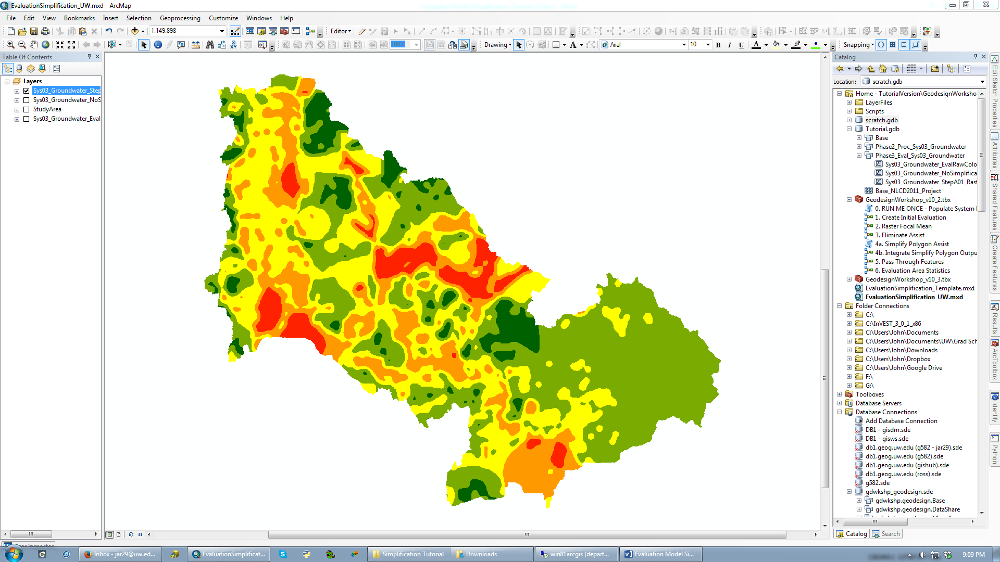 EvaluationSimplification_UW.mxd - ArcMap
File Edit View Bookmarks Insert Selection Geoprocessing Customize Windows Help
1:149,898 Editor
100% Drawing A Arial 10 B I U A Snapping
Table Of Contents
Layers
Sys03_Groundwater_Step
Sys03_Groundwater_NoS
StudyArea
Sys03_Groundwater_Eval
Catalog
Location: scratch.gdb
Home - TutorialVersion\GeodesignWorksho
LayerFiles
Scripts
scratch.gdb
Tutorial.gdb
Base
Phase2_Proc_Sys03_Groundwater
Phase3_Eval_Sys03_Groundwater
Sys03_Groundwater_EvalRawColo
Sys03_Groundwater_NoSimplifica
Sys03_Groundwater_StepA01_Rast
Base_NLCD2011_Project
GeodesignWorkshop_v10_2.tbx
0. RUN ME ONCE - Populate System
1. Create Initial Evaluation
2. Raster Focal Mean
3. Eliminate Assist
4a. Simplify Polygon Assist
4b. Integrate Simplify Polygon Outpu
5. Pass Through Features
6. Evaluation Area Statistics
GeodesignWorkshop_v10_3.tbx
EvaluationSimplification_Template.mxd
EvaluationSimplification_UW.mxd
Folder Connections
C:\
C:\InVEST_3_0_1_x86
C:\Users\John\Documents
C:\Users\John\Documents\UW\Grad Sch
C:\Users\John\Downloads
C:\Users\John\Dropbox
C:\Users\John\Google Drive
F:\
G:\
Toolboxes
Database Servers
Database Connections
Add Database Connection
DB1 - gisdm.sde
DB1 - gisws.sde
db1.geog.uw.edu (g582 - jar29).sde
db1.geog.uw.edu (g582).sde
db1.geog.uw.edu (gishub).sde
db1.geog.uw.edu (ross).sde
g582.sde
gdwkshp_geodesign.sde
gdwkshp.geodesign.Base
gdwkshp.geodesign.DataShare
Catalog Search
Edit Sketch Properties
Attributes
Shared Features
Create Features
Results
ArcToolbox
Identify
Python
Inbox - jar29@uw.ed...
EvaluationSimplificat...
Simplification Tutorial
Downloads
win81arcgis (depart...
Evaluation Model Si...
9:09 PM